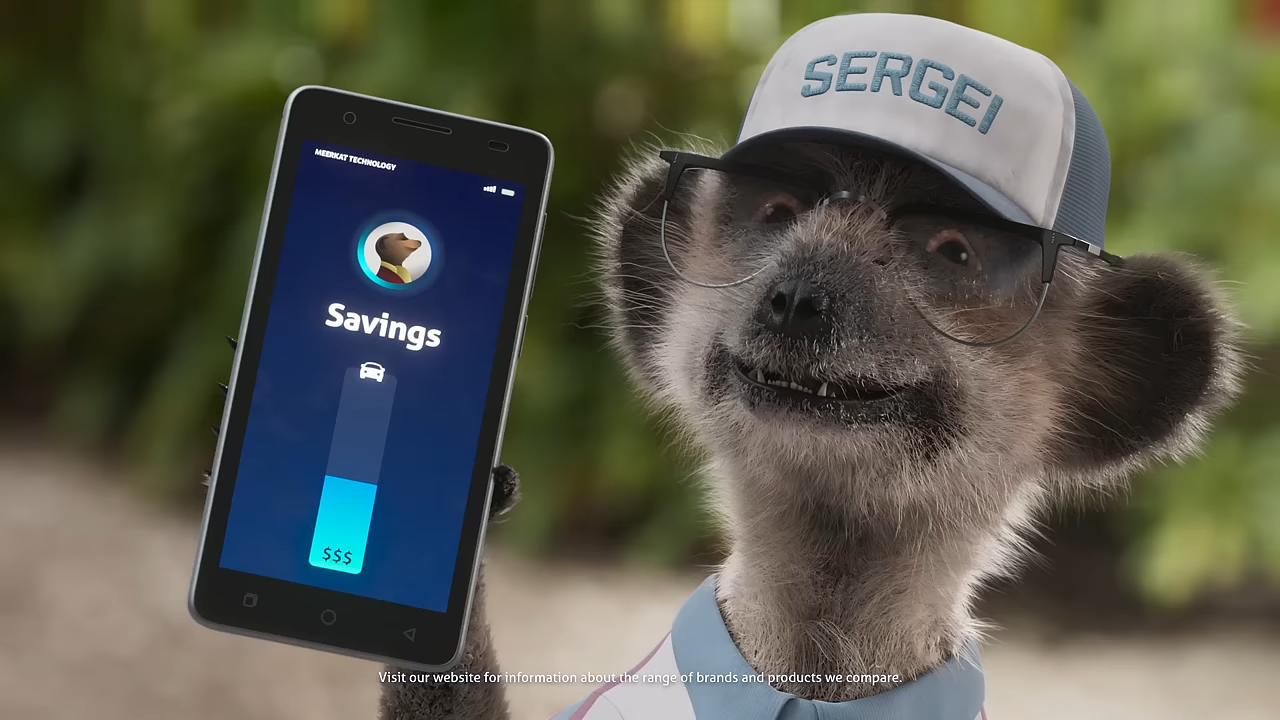 SERGEI
MEERKAT TECHNOLOGY
Savings
$$$
Visit our website for information about the range of brands and products we compare.